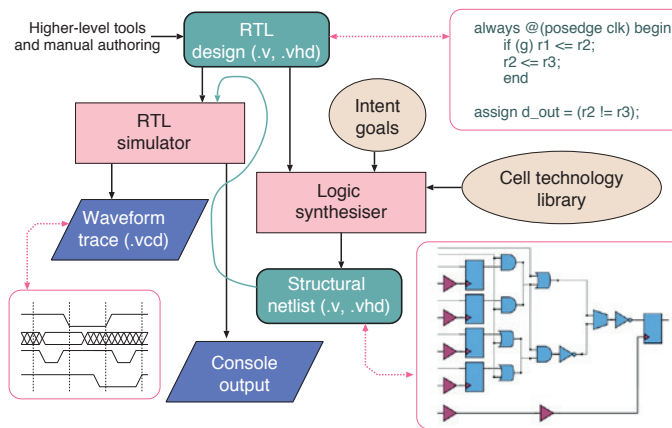 Higher-level tools
and manual authoring
RTL
design (.v, .vhd)
always @(posedge clk) begin
if (g) r1 <= r2;
r2 <= r3;
end
assign d_out = (r2 != r3);
RTL
simulator
Intent
goals
Logic
synthesiser
Cell technology
library
Waveform
trace (.vcd)
Structural
netlist (.v, .vhd)
Console
output